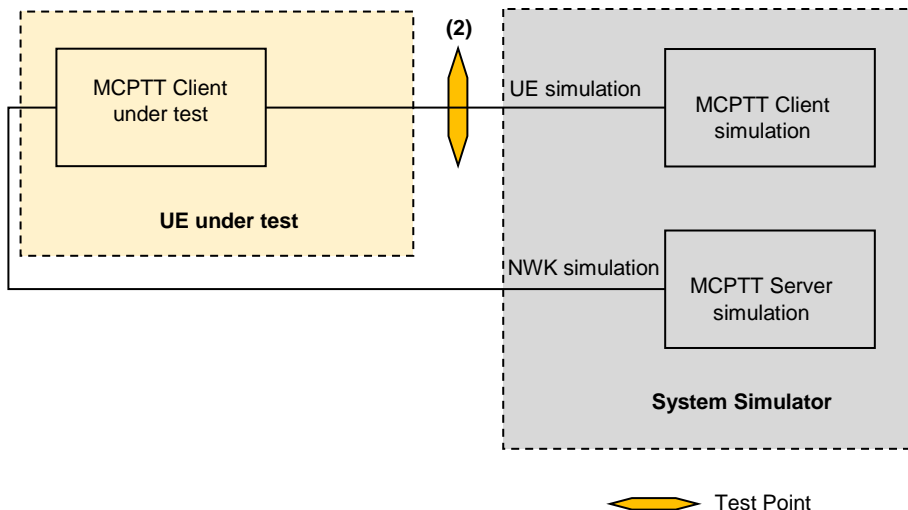 (2)
MCPTT Client
under test
UE simulation
MCPTT Client
simulation
UE under test
NWK simulation
MCPTT Server
simulation
System Simulator
Test Point